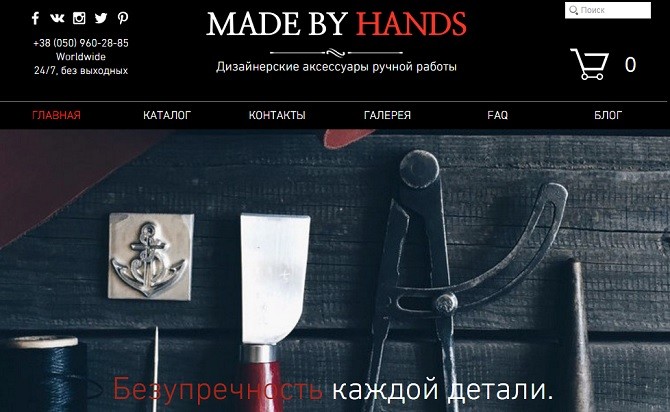 MADE BY HANDS
Поиск
+38 (050) 960-28-85
Worldwide
24/7, без выходных
Дизайнерские аксессуары ручной работы
0
ГЛАВНАЯ КАТАЛОГ КОНТАКТЫ ГАЛЕРЕЯ FAQ БЛОГ
Безупречность каждой детали.